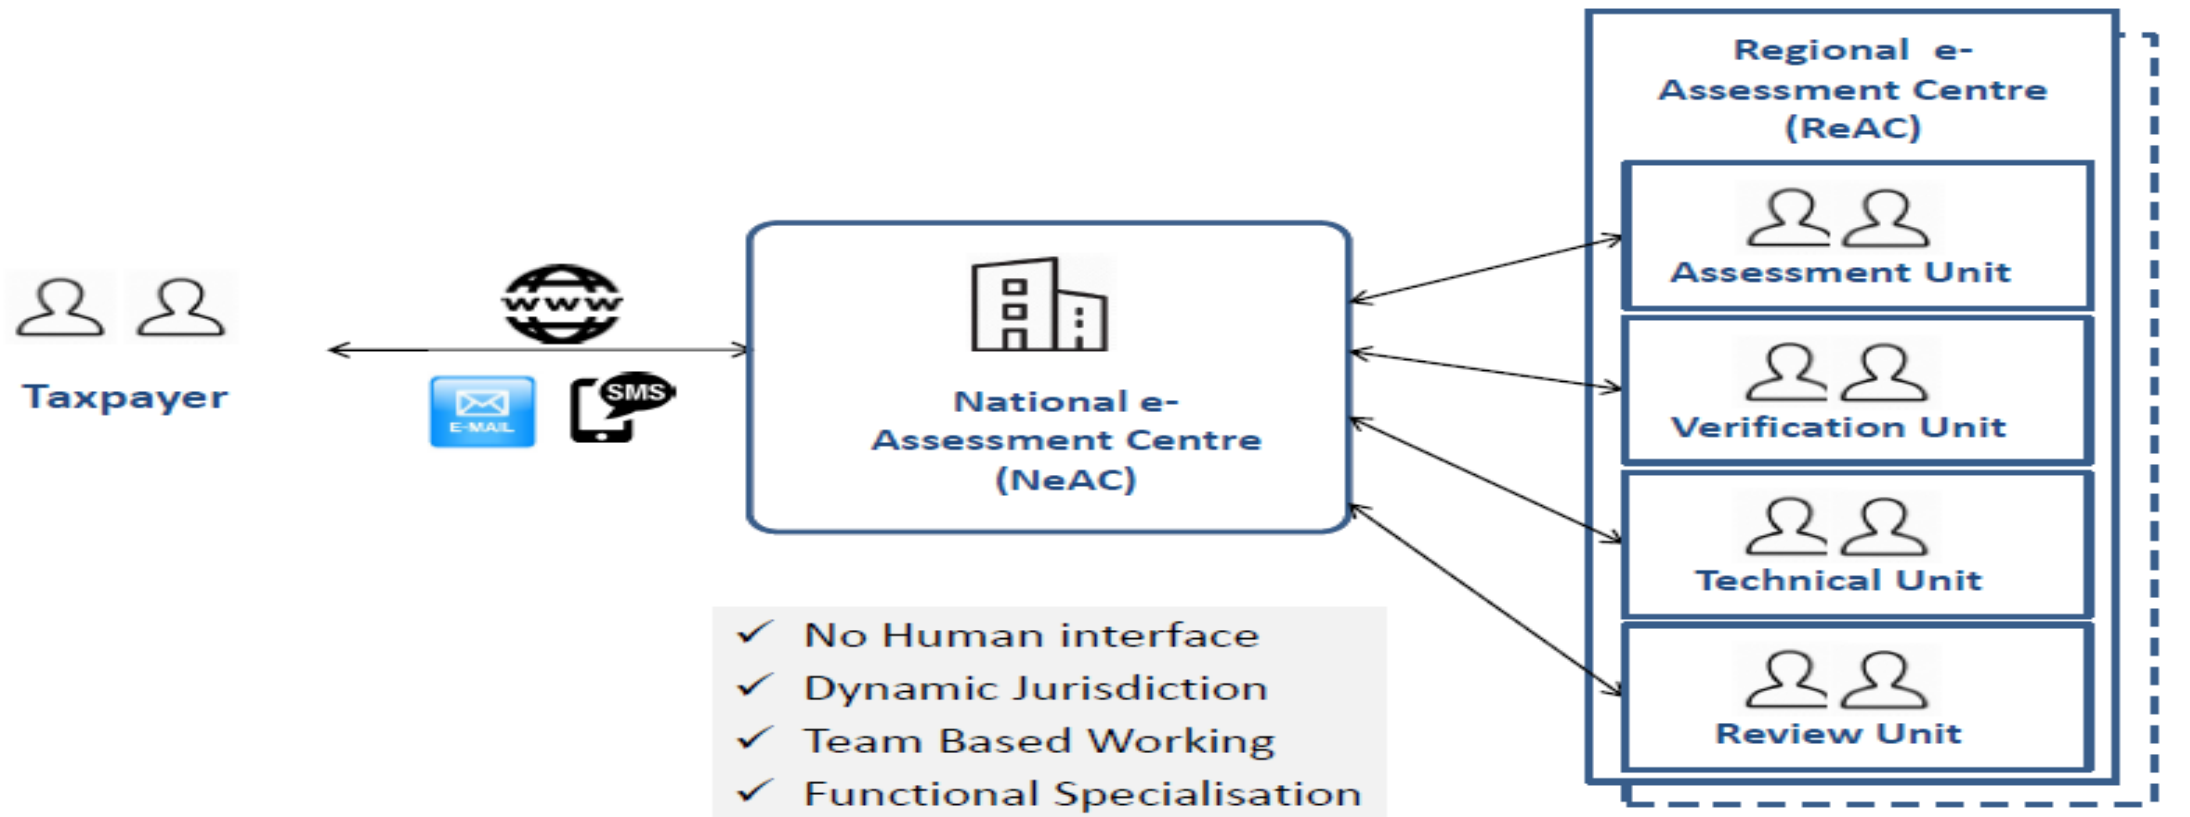 Taxpayer
WWW
E-MAIL
SMS
National e-
Assessment Centre
(NeAC)
✓ No Human interface
✓ Dynamic Jurisdiction
✓ Team Based Working
✓ Functional Specialisation
Regional e-
Assessment Centre
(ReAC)
Assessment Unit
Verification Unit
Technical Unit
Review Unit